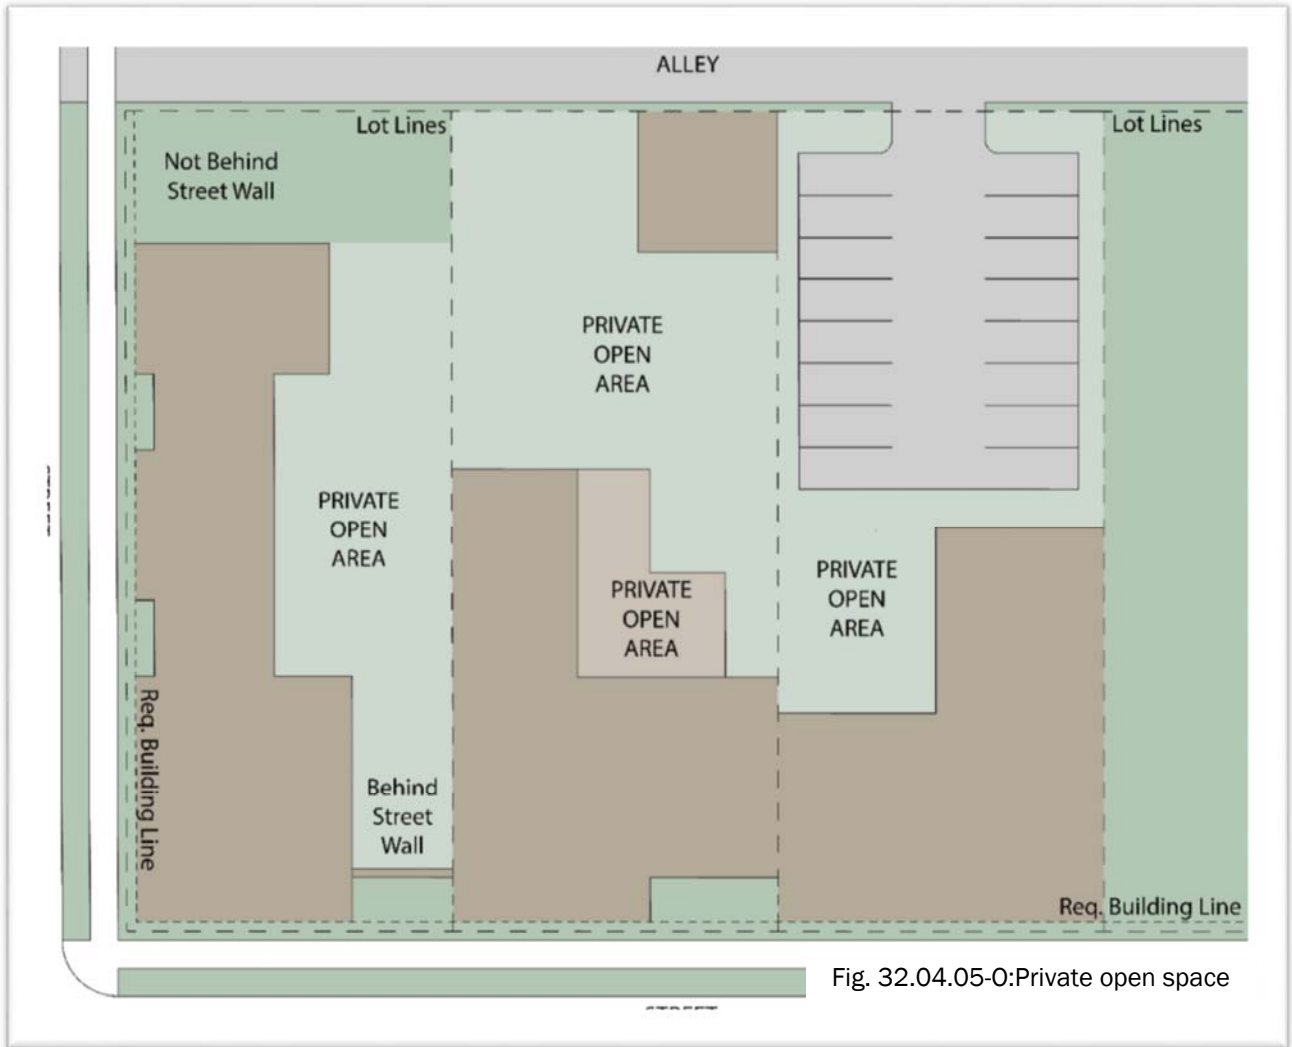 ALLEY
Lot Lines
Lot Lines
Not Behind
Street Wall
PRIVATE
OPEN
AREA
PRIVATE
OPEN
AREA
PRIVATE
OPEN
AREA
PRIVATE
OPEN
AREA
Req. Building Line
Behind
Street
Wall
Req. Building Line
Fig. 32.04.05-O:Private open space